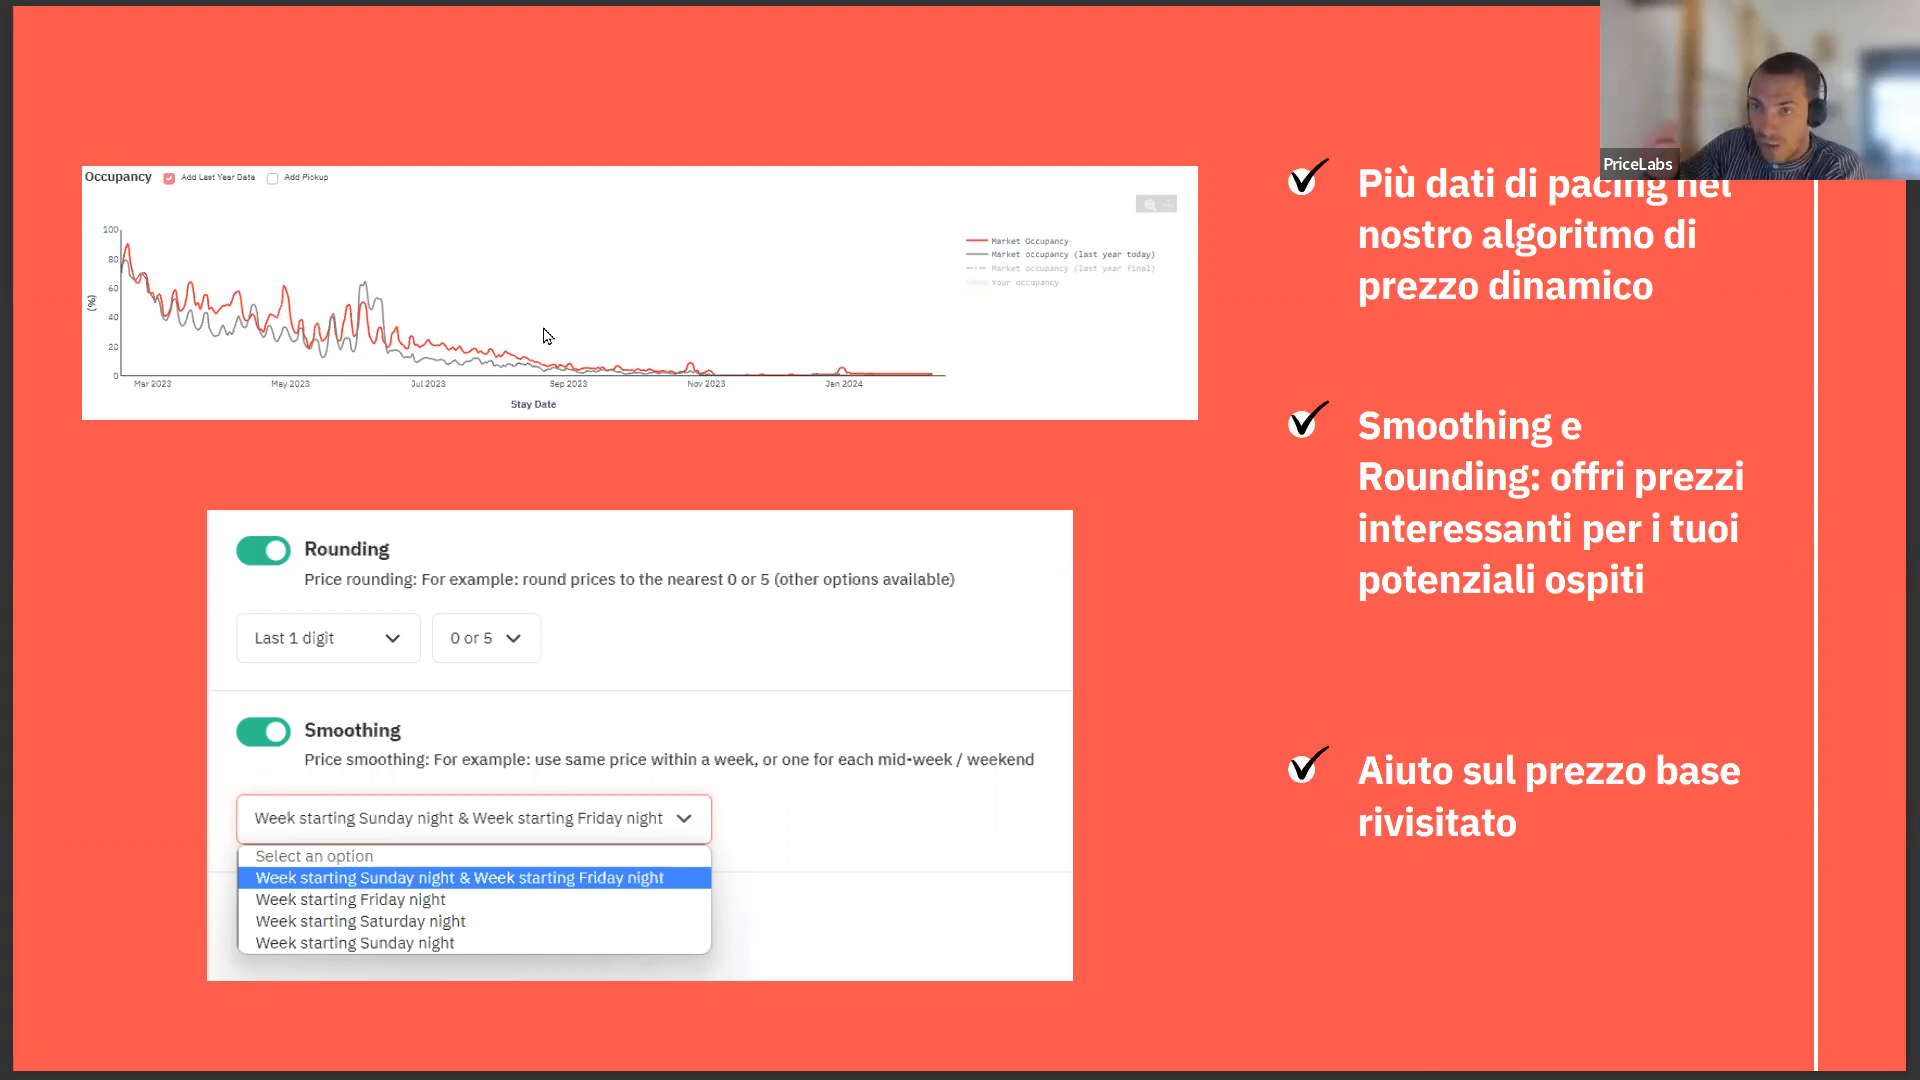 PriceLabs
Occupancy
Add Last Year Data
Add Pickup
100
80
60
40
20
0
(%)
Market Occupancy
Market occupancy (last year today)
Market occupancy (last year final)
Your occupancy
Mar 2023
May 2023
Jul 2023
Sep 2023
Nov 2023
Jan 2024
Stay Date
Rounding
Price rounding: For example: round prices to the nearest 0 or 5 (other options available)
Last 1 digit
0 or 5
Smoothing
Price smoothing: For example: use same price within a week, or one for each mid-week / weekend
Week starting Sunday night & Week starting Friday night
Select an option
Week starting Sunday night & Week starting Friday night
Week starting Friday night
Week starting Saturday night
Week starting Sunday night
Più dati di pacing nel
nostro algoritmo di
prezzo dinamico
Smoothing e
Rounding: offri prezzi
interessanti per i tuoi
potenziali ospiti
Aiuto sul prezzo base
rivisitato